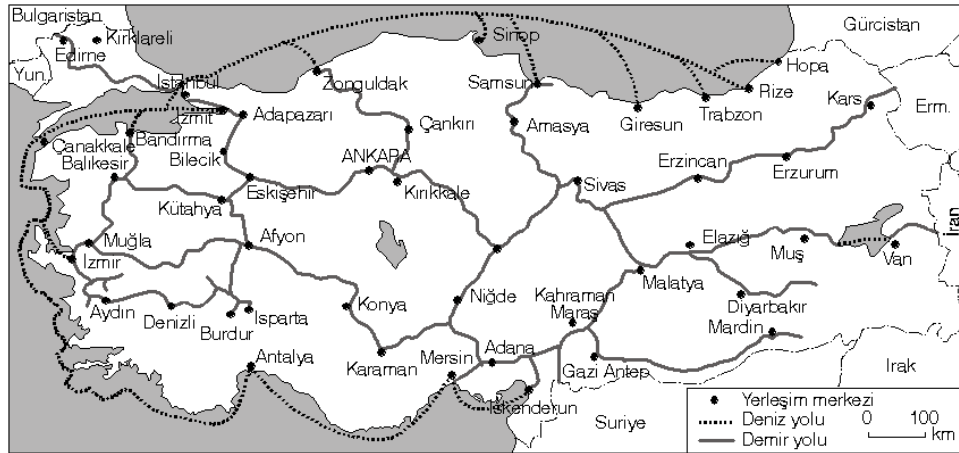 Bulgaristan
Kırklareli
Edirne
Yun.
İstanbul
İzmit
Adapazarı
Zonguldak
Sinop
Samsun
Gürcistan
Hopa
Rize
Trabzon
Giresun
Kars
Erm.
Çanakkale
Bandırma
Balıkesir
Bilecik
Çankırı
Amasya
ANKARA
Kırıkkale
Eskişehir
Kütahya
Sivas
Erzincan
Erzurum
İran
Muğla
İzmir
Afyon
Elazığ
Muş
Van
Malatya
Aydın
Denizli
Burdur
Isparta
Konya
Niğde
Kahraman
Maraş
Diyarbakır
Mardin
Antalya
Karaman
Mersin
Adana
İskenderun
Gazi Antep
Suriye
Irak
Yerleşim merkezi
Deniz yolu
Demir yolu
0 100
km